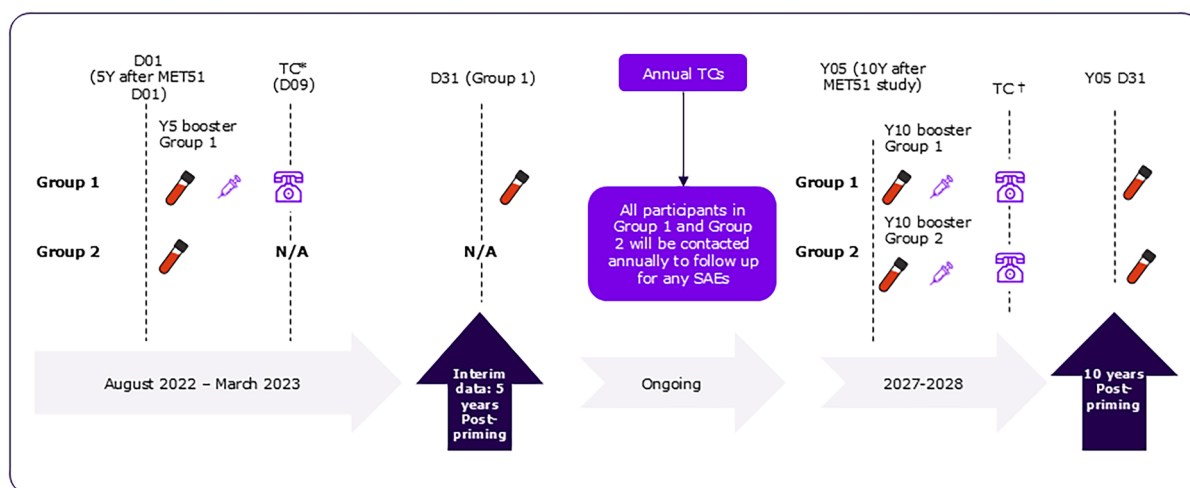 D01
(5Y after MET51
D01)
TC*
(D09)
D31 (Group 1)
Annual TCs
Y05 (10Y after
MET51 study)
TC †
Y05 D31
Y5 booster
Group 1
Y10 booster
Group 1
Group 1
Group 1
All participants in
Group 1 and Group
2 will be contacted
annually to follow up
for any SAEs
Y10 booster
Group 2
Group 2
N/A
N/A
Group 2
August 2022 – March 2023
Interim
data: 5
years
Post-
priming
Ongoing
2027-2028
10 years
Post-
priming